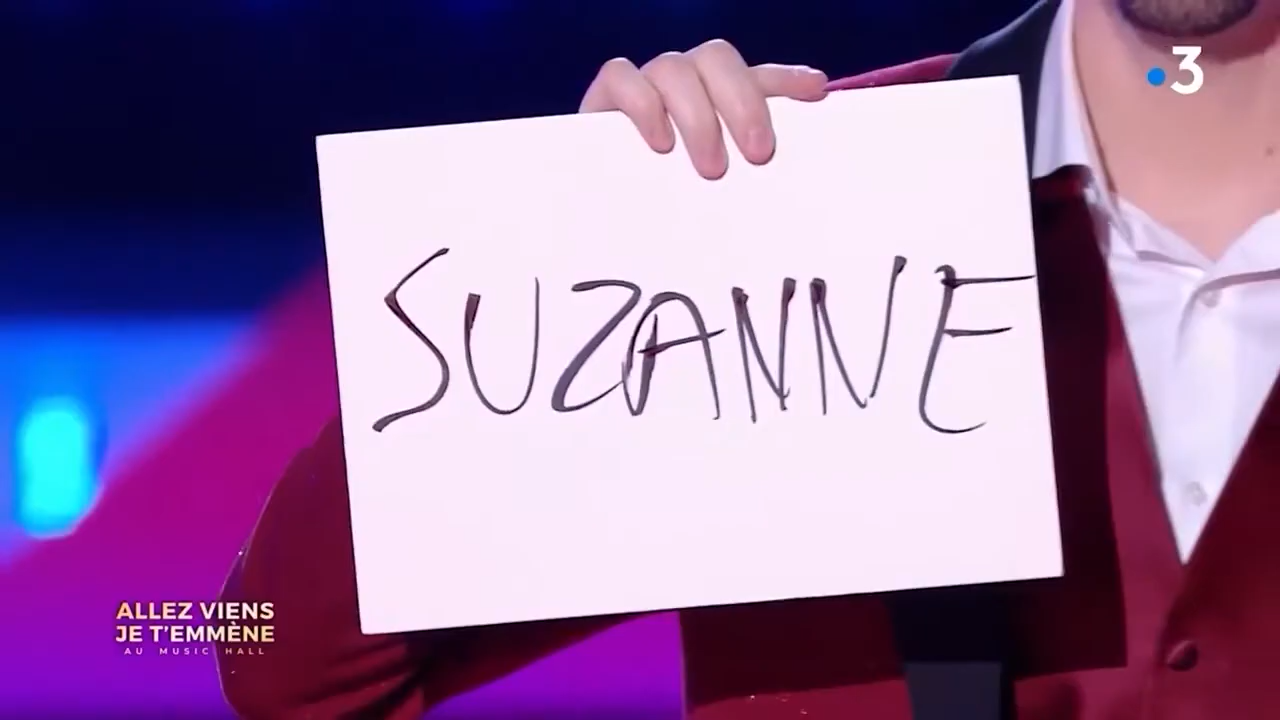 3
SUZANNE
ALLEZ VIENS
JE T'EMMÈNE
AU MUSIC HALL